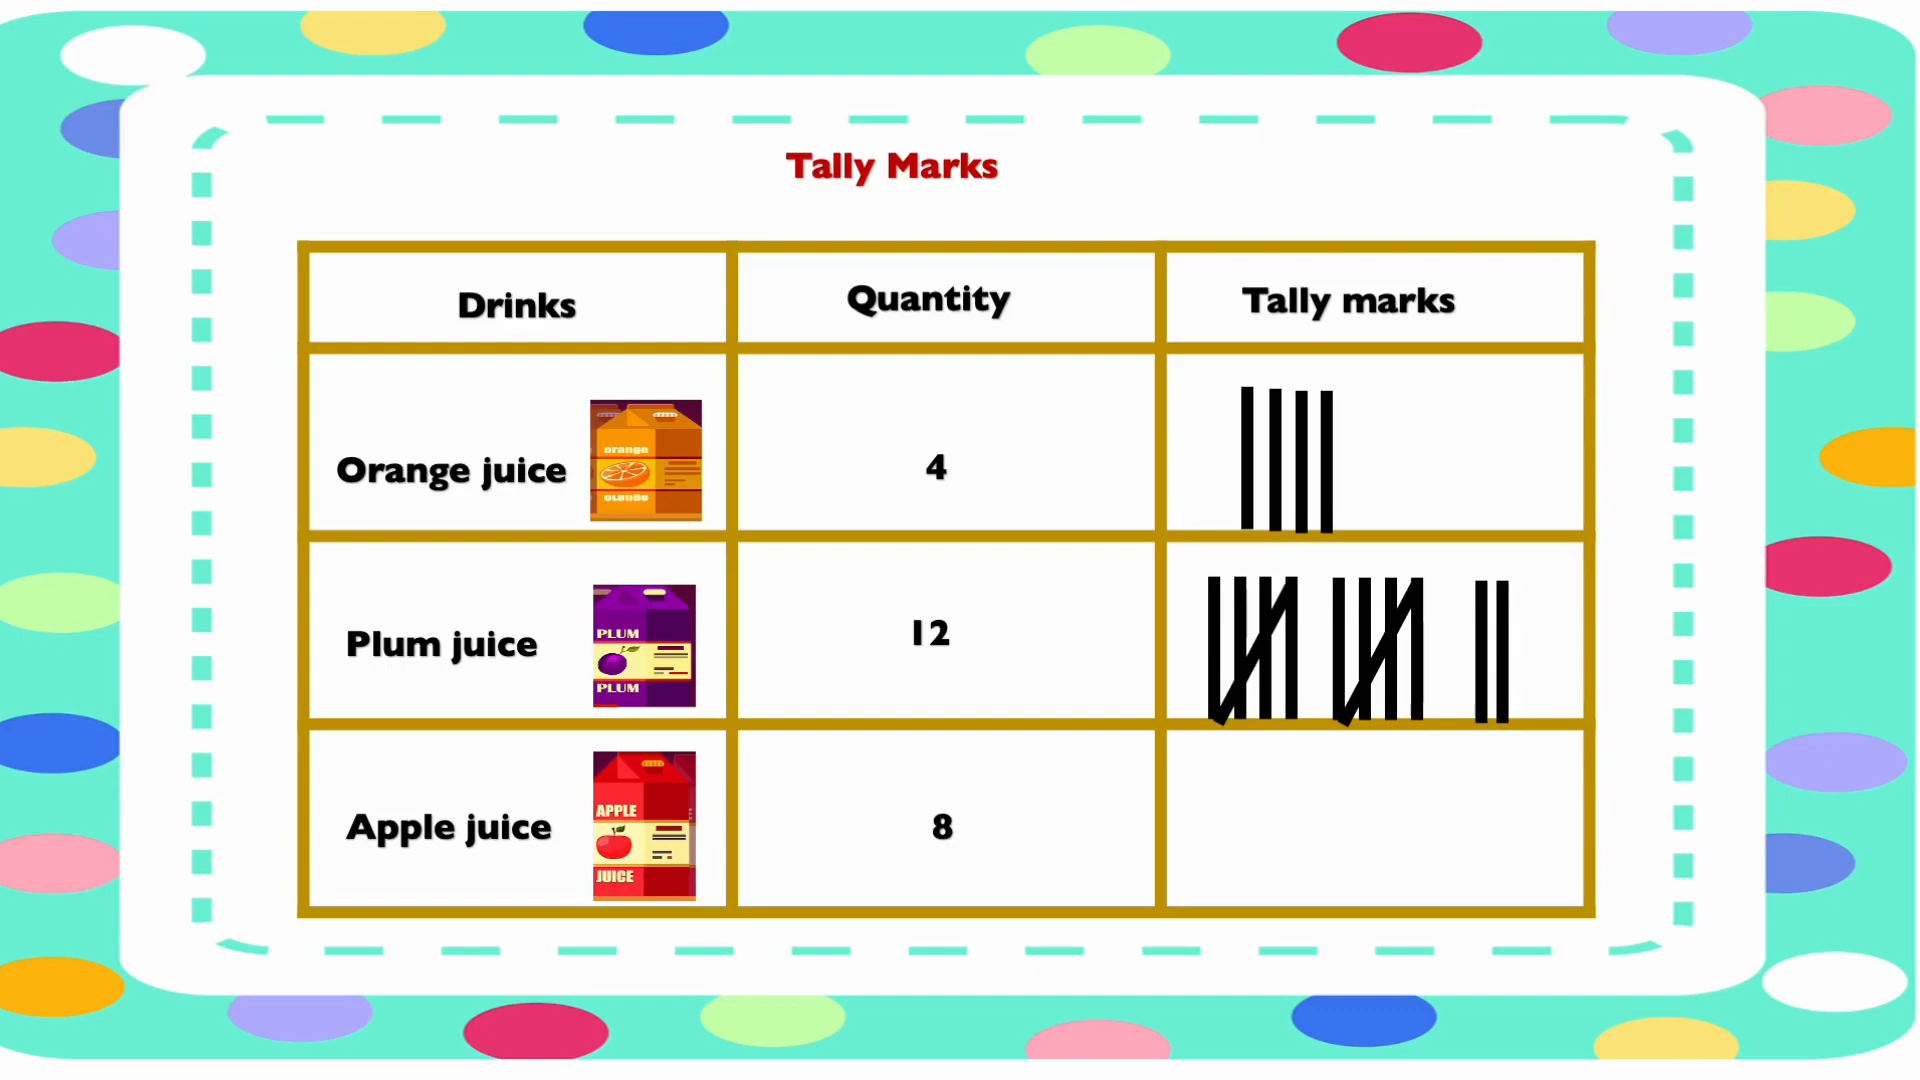 Tally Marks
Drinks Quantity Tally marks
Orange juice 4
orange
Plum juice 12
PLUM
PLUM
Apple juice 8
APPLE
JUICE